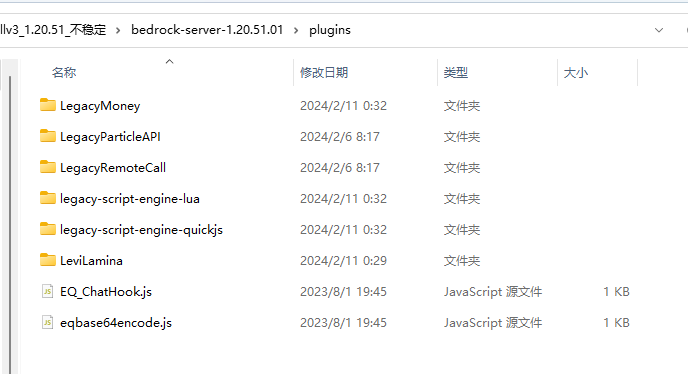 llv3_1.20.51_不稳定 > bedrock-server-1.20.51.01 > plugins
名称 修改日期 类型 大小
LegacyMoney 2024/2/11 0:32 文件夹
LegacyParticleAPI 2024/2/6 8:17 文件夹
LegacyRemoteCall 2024/2/6 8:17 文件夹
legacy-script-engine-lua 2024/2/11 0:32 文件夹
legacy-script-engine-quickjs 2024/2/11 0:32 文件夹
LeviLamina 2024/2/11 0:29 文件夹
EQ_ChatHook.js 2023/8/1 19:45 JavaScript 源文件 1 KB
eqbase64encode.js 2023/8/1 19:45 JavaScript 源文件 1 KB